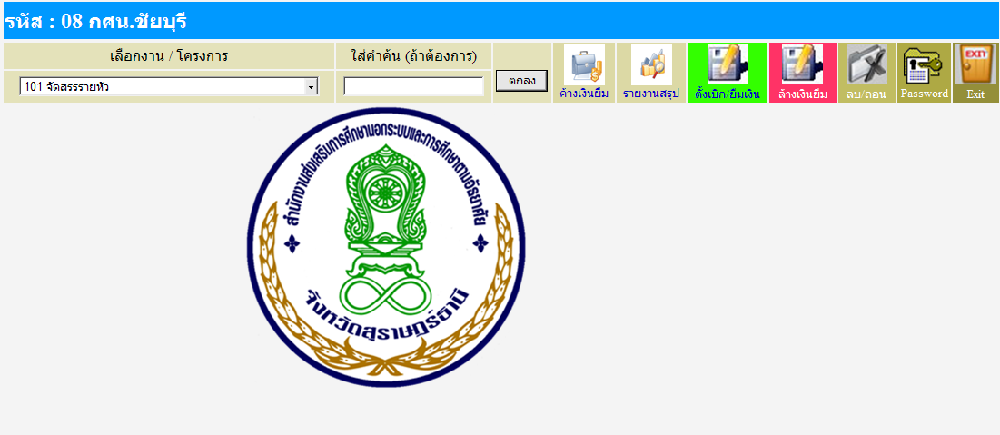 รหัส : 08 กศน.ชัยบุรี
เลือกงาน / โครงการ
ใส่คำค้น (ถ้าต้องการ)
101 จัดสรรรายหัว
ตกลง
ค้างเงินยืม
รายงานสรุป
ตั้งเบิก/ยืมเงิน
ล้างเงินยืม
ลบ/ถอน
Password
EXIT
Exit
สำนักงานส่งเสริมการศึกษานอกระบบและการศึกษาตามอัธยาศัย
จังหวัดสุราษฎร์ธานี